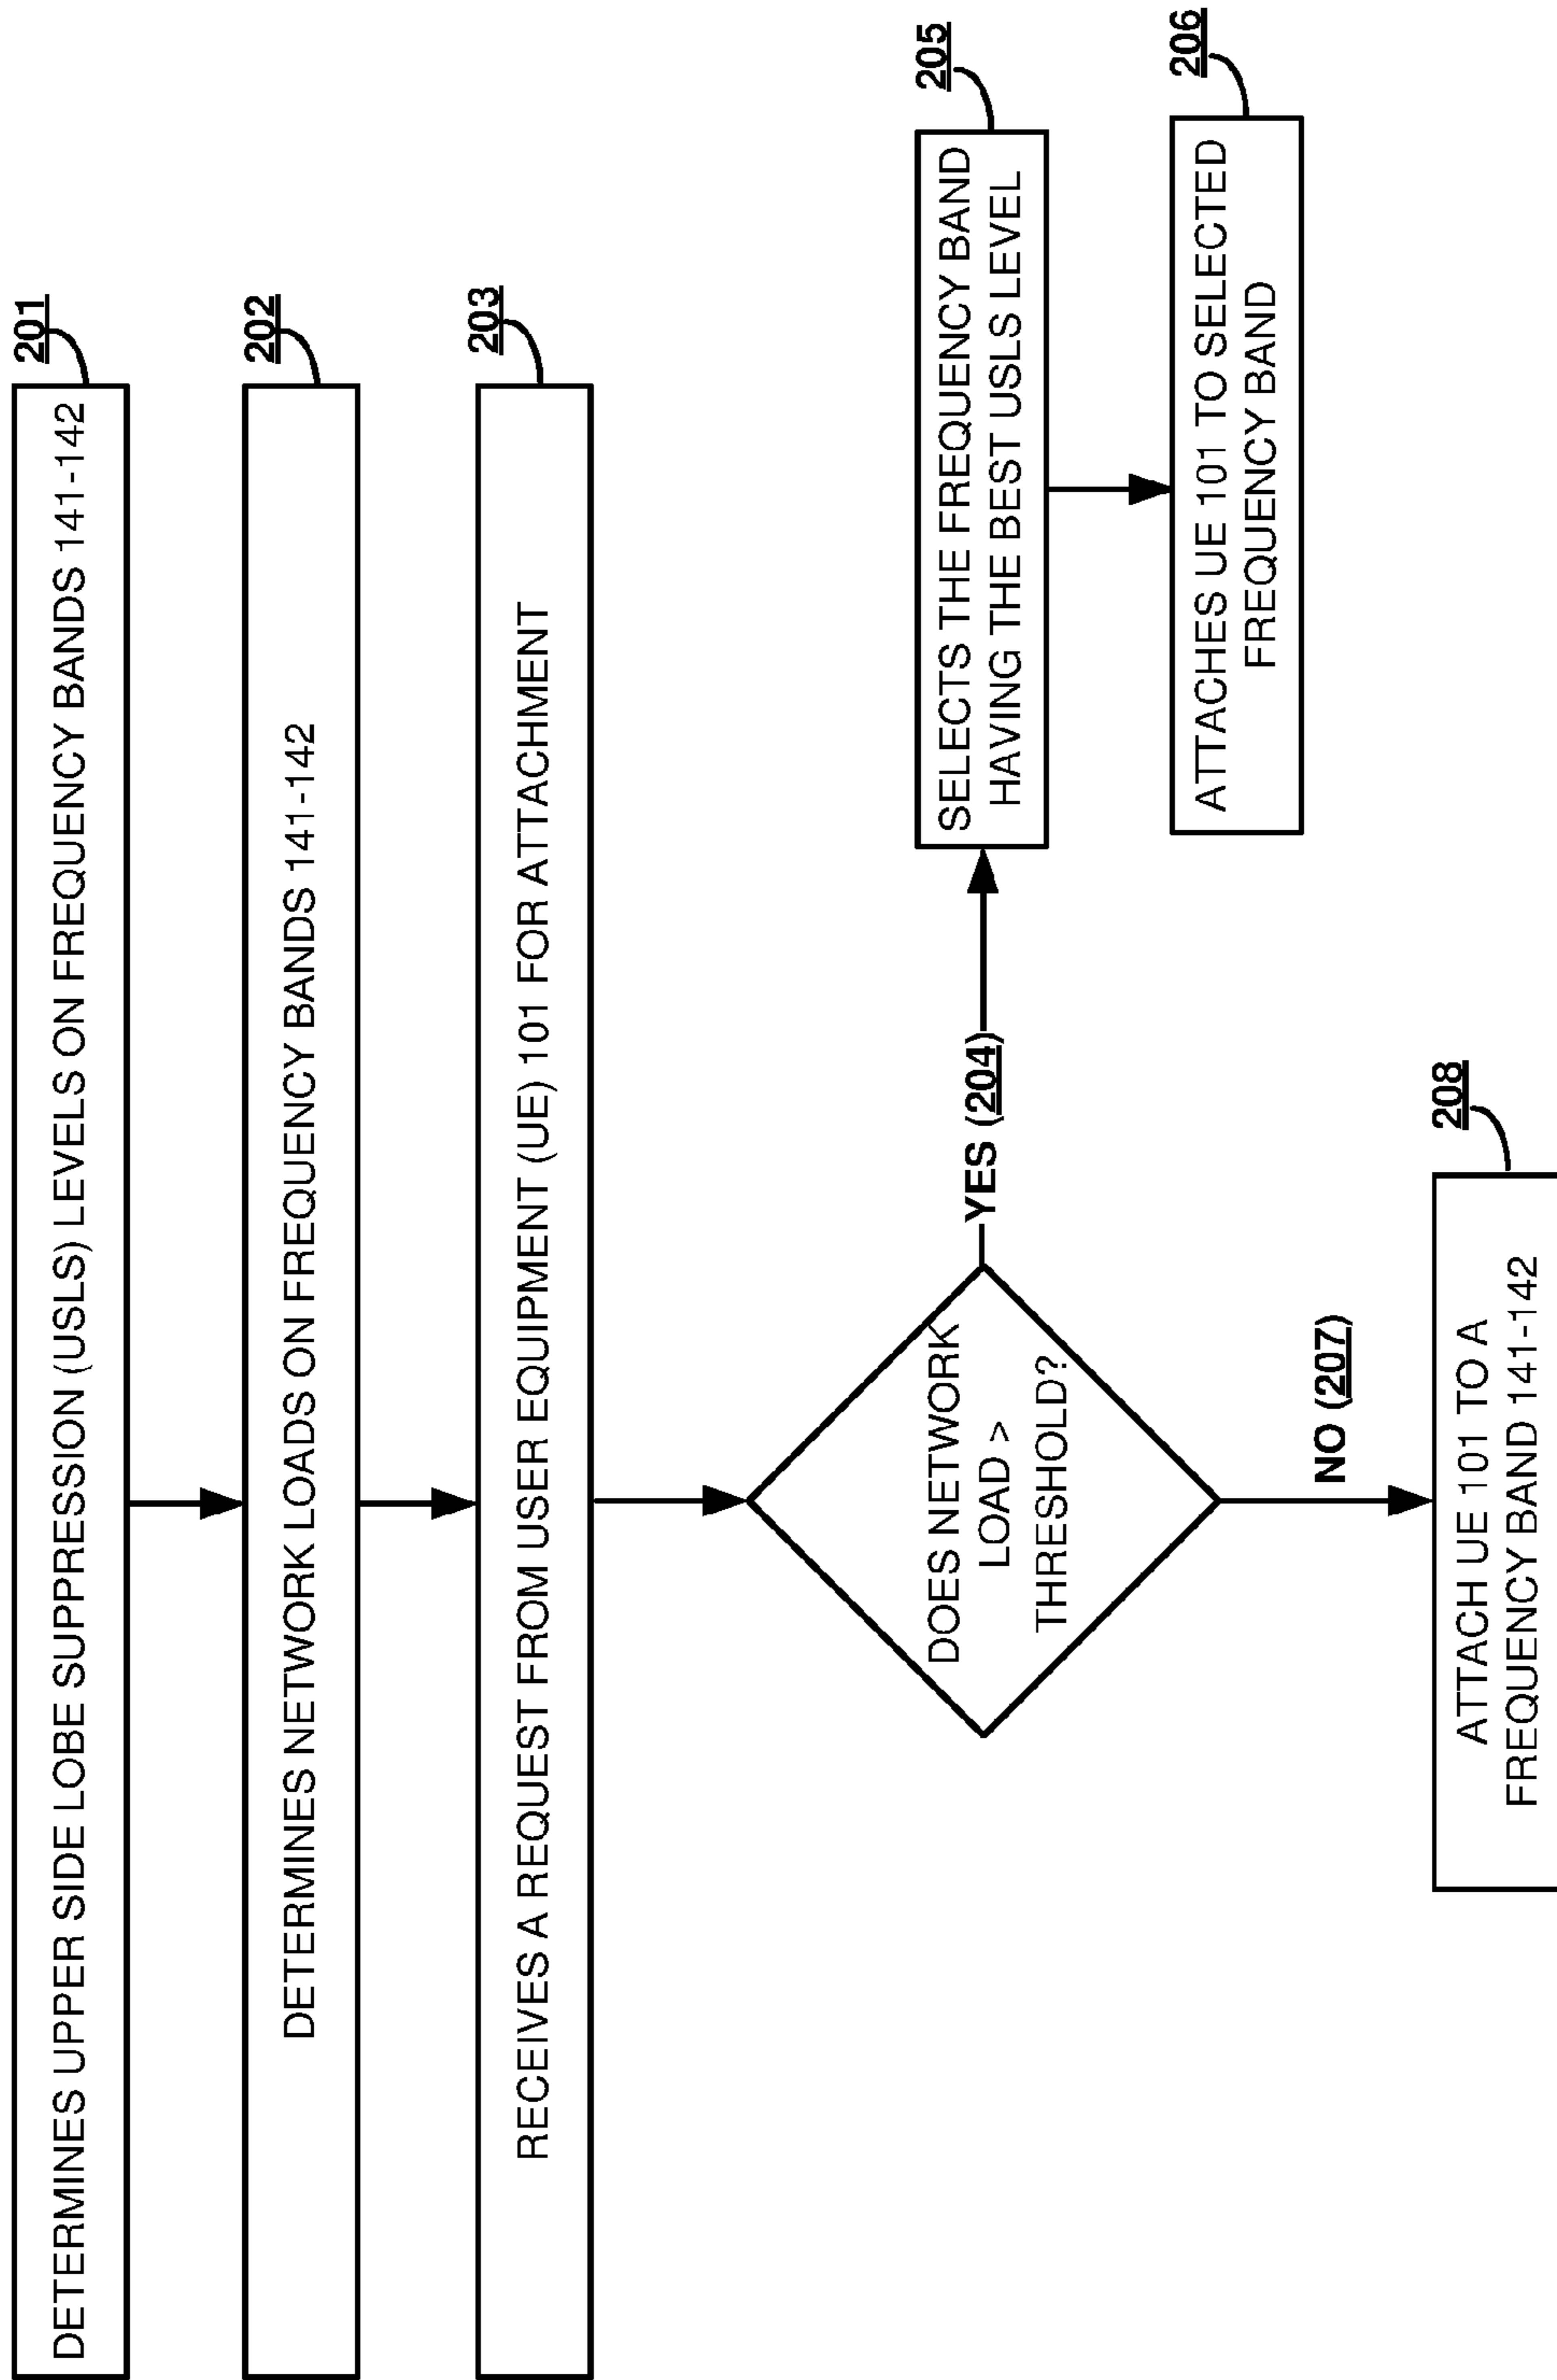 201
DETERMINES UPPER SIDE LOBE SUPPRESSION (USLS) LEVELS ON FREQUENCY BANDS 141-142
202
DETERMINES NETWORK LOADS ON FREQUENCY BANDS 141-142
203
RECEIVES A REQUEST FROM USER EQUIPMENT (UE) 101 FOR ATTACHMENT
DOES NETWORK
LOAD >
THRESHOLD?
YES (204)
205
SELECTS THE FREQUENCY BAND
HAVING THE BEST USLS LEVEL
206
ATTACHES UE 101 TO SELECTED
FREQUENCY BAND
NO (207)
208
ATTACH UE 101 TO A
FREQUENCY BAND 141-142